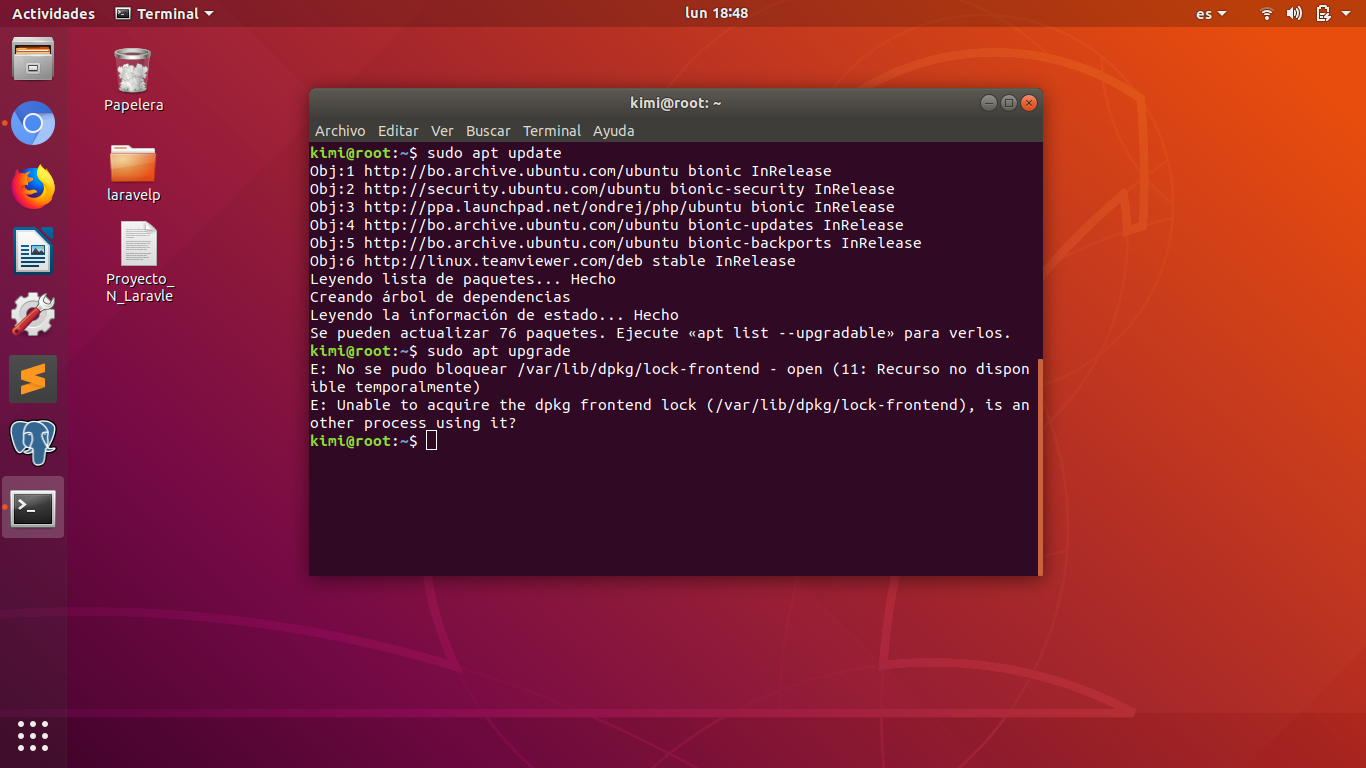 Actividades
Terminal
lun 18:48
es
Papelera
laravelp
Proyecto_
N_Laravle
kimi@root: ~
Archivo Editar Ver Buscar Terminal Ayuda
kimi@root:~$ sudo apt update
Obj:1 http://bo.archive.ubuntu.com/ubuntu bionic InRelease
Obj:2 http://security.ubuntu.com/ubuntu bionic-security InRelease
Obj:3 http://ppa.launchpad.net/ondrej/php/ubuntu bionic InRelease
Obj:4 http://bo.archive.ubuntu.com/ubuntu bionic-updates InRelease
Obj:5 http://bo.archive.ubuntu.com/ubuntu bionic-backports InRelease
Obj:6 http://linux.teamviewer.com/deb stable InRelease
Leyendo lista de paquetes... Hecho
Creando árbol de dependencias
Leyendo la información de estado... Hecho
Se pueden actualizar 76 paquetes. Ejecute «apt list --upgradable» para verlos.
kimi@root:~$ sudo apt upgrade
E: No se pudo bloquear /var/lib/dpkg/lock-frontend - open (11: Recurso no dispon
ible temporalmente)
E: Unable to acquire the dpkg frontend lock (/var/lib/dpkg/lock-frontend), is an
other process using it?
kimi@root:~$